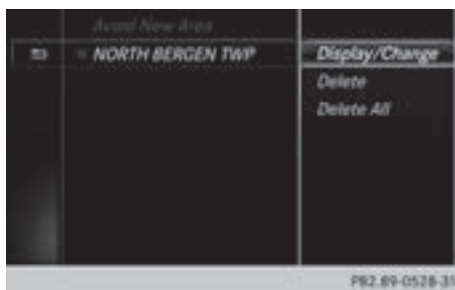 Avoid New Area
NORTH BERGEN TWP
Display/Change
Delete
Delete All
P82.89-0528-31